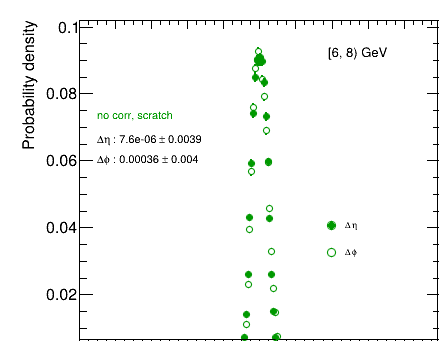 Probability density
0.1
0.08
0.06
0.04
0.02
[6, 8) GeV
no corr, scratch
Δη : 7.6e-06 ± 0.0039
Δϕ : 0.00036 ± 0.004
Δη
Δϕ